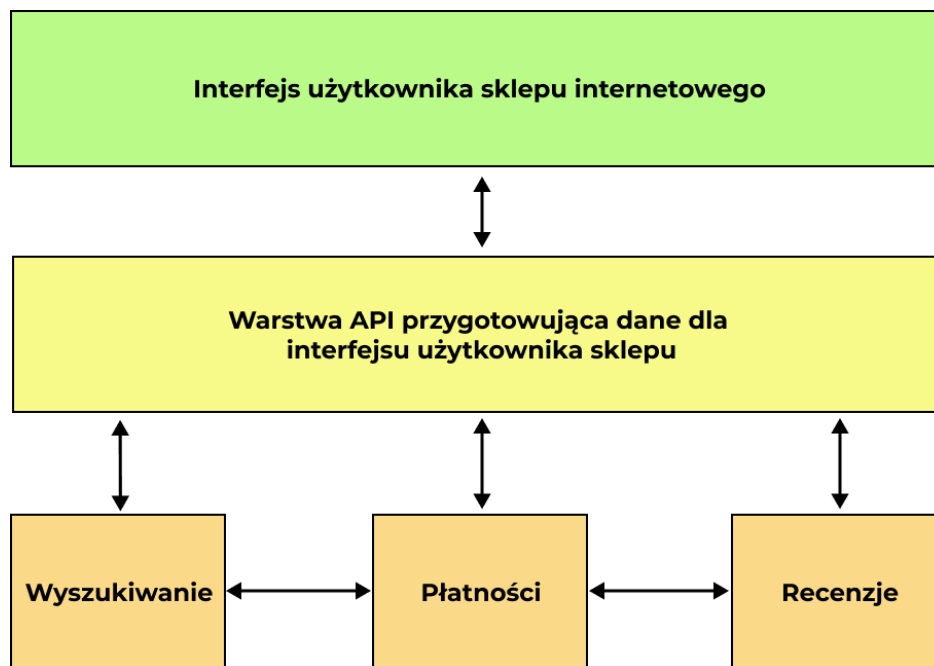 Interfejs użytkownika sklepu internetowego
Warstwa API przygotowująca dane dla
interfejsu użytkownika sklepu
Wyszukiwanie
Płatności
Recenzje